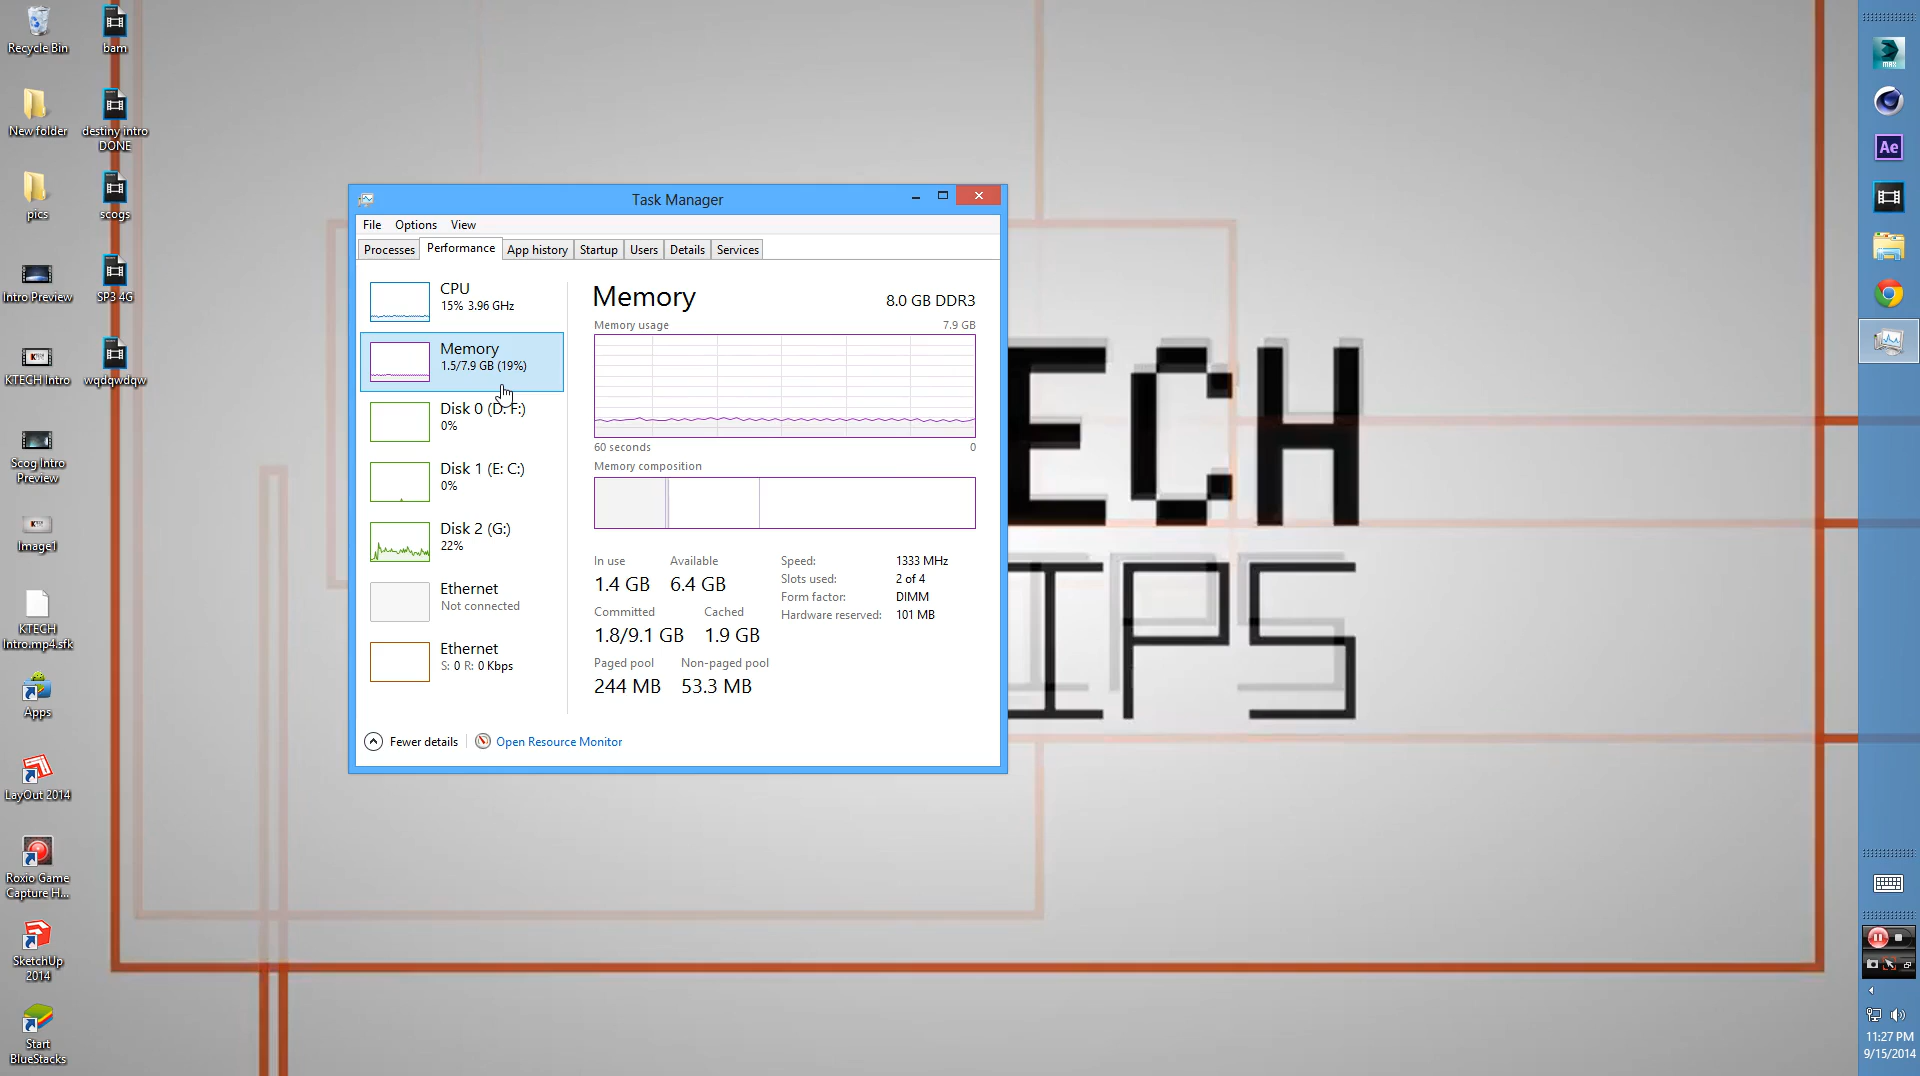 Recycle Bin
bam
New folder
destiny intro
DONE
pics
scogs
Intro Preview
SP3 4G
KTECH Intro
wqdqwdqw
Scog Intro
Preview
Image1
KTECH
Intro.mp4.sfk
Apps
LayOut 2014
Roxio Game
Capture H...
SketchUp
2014
Start
BlueStacks
Task Manager
File Options View
Processes Performance App history Startup Users Details Services
CPU
15% 3.96 GHz
Memory
1.5/7.9 GB (19%)
Disk 0 (D: F:)
0%
Disk 1 (E: C:)
0%
Disk 2 (G:)
22%
Ethernet
Not connected
Ethernet
S: 0 R: 0 Kbps
Memory 8.0 GB DDR3
Memory usage 7.9 GB
60 seconds 0
Memory composition
In use Available
1.4 GB 6.4 GB
Committed Cached
1.8/9.1 GB 1.9 GB
Paged pool Non-paged pool
244 MB 53.3 MB
Speed: 1333 MHz
Slots used: 2 of 4
Form factor: DIMM
Hardware reserved: 101 MB
Fewer details Open Resource Monitor
ECH
IPS
MAX
Ae
11:27 PM
9/15/2014